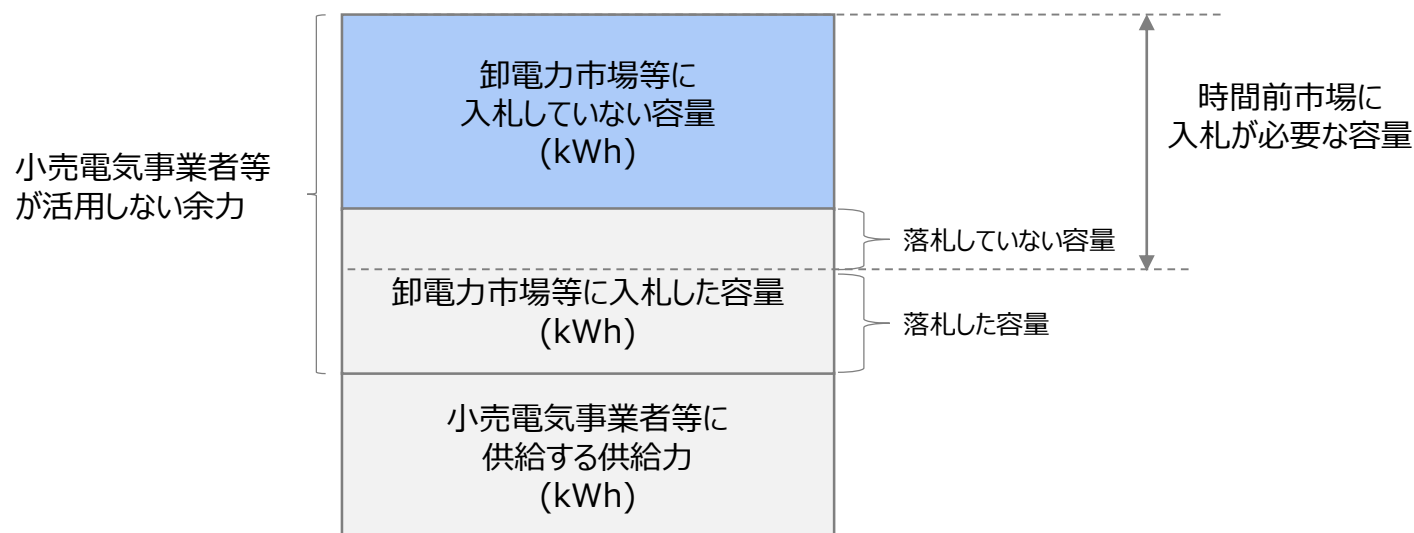 卸電力市場等に
入札していない容量
(kWh)
時間前市場に
入札が必要な容量
小売電気事業者等
が活用しない余力
落札していない容量
卸電力市場等に入札した容量
(kWh)
落札した容量
小売電気事業者等に
供給する供給力
(kWh)